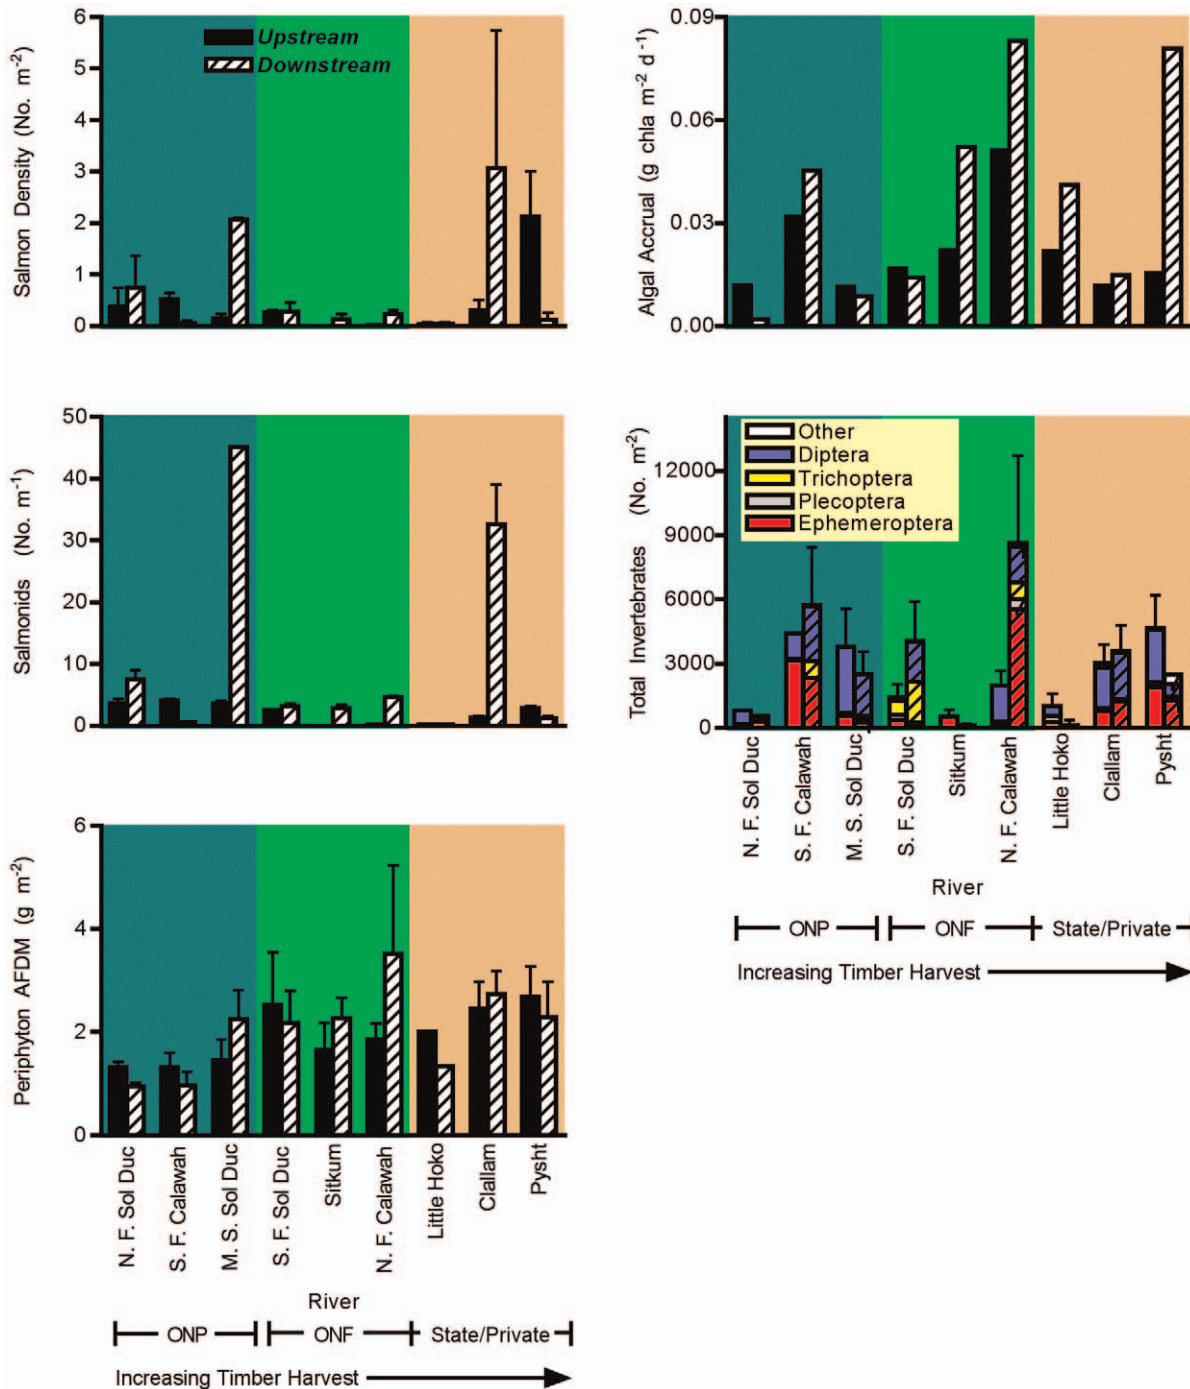 Salmon Density (No. m-2)
6
5
4
3
2
1
0
Upstream
Downstream
Algal Accrual (g chla m-2 d-1)
0.09
0.06
0.03
0.00
Salmonids (No. m-1)
50
40
30
20
10
0
Total Invertebrates (No. m-2)
12000
9000
6000
3000
0
Other
Diptera
Trichoptera
Plecoptera
Ephemeroptera
N. F. Sol Duc
S. F. Calawah
M. S. Sol Duc
S. F. Sol Duc
Sitkum
N. F. Calawah
Little Hoko
Clallam
Pysht
River
ONP
ONF
State/Private
Increasing Timber Harvest
Periphyton AFDM (g m-2)
6
4
2
0
N. F. Sol Duc
S. F. Calawah
M. S. Sol Duc
S. F. Sol Duc
Sitkum
N. F. Calawah
Little Hoko
Clallam
Pysht
River
ONP
ONF
State/Private
Increasing Timber Harvest